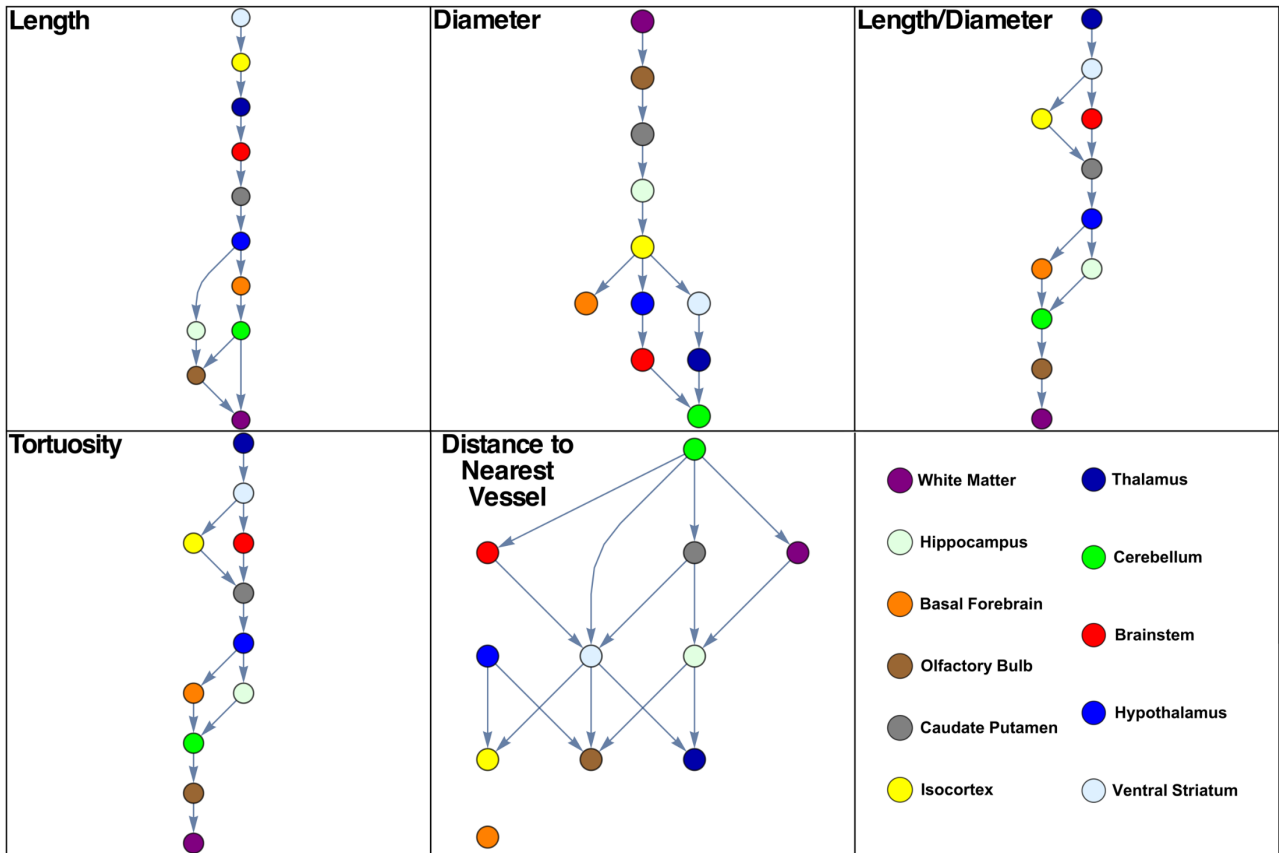 Length
Diameter
Length/Diameter
Tortuosity
Distance to
Nearest
Vessel
White Matter
Hippocampus
Basal Forebrain
Olfactory Bulb
Caudate Putamen
Isocortex
Thalamus
Cerebellum
Brainstem
Hypothalamus
Ventral Striatum